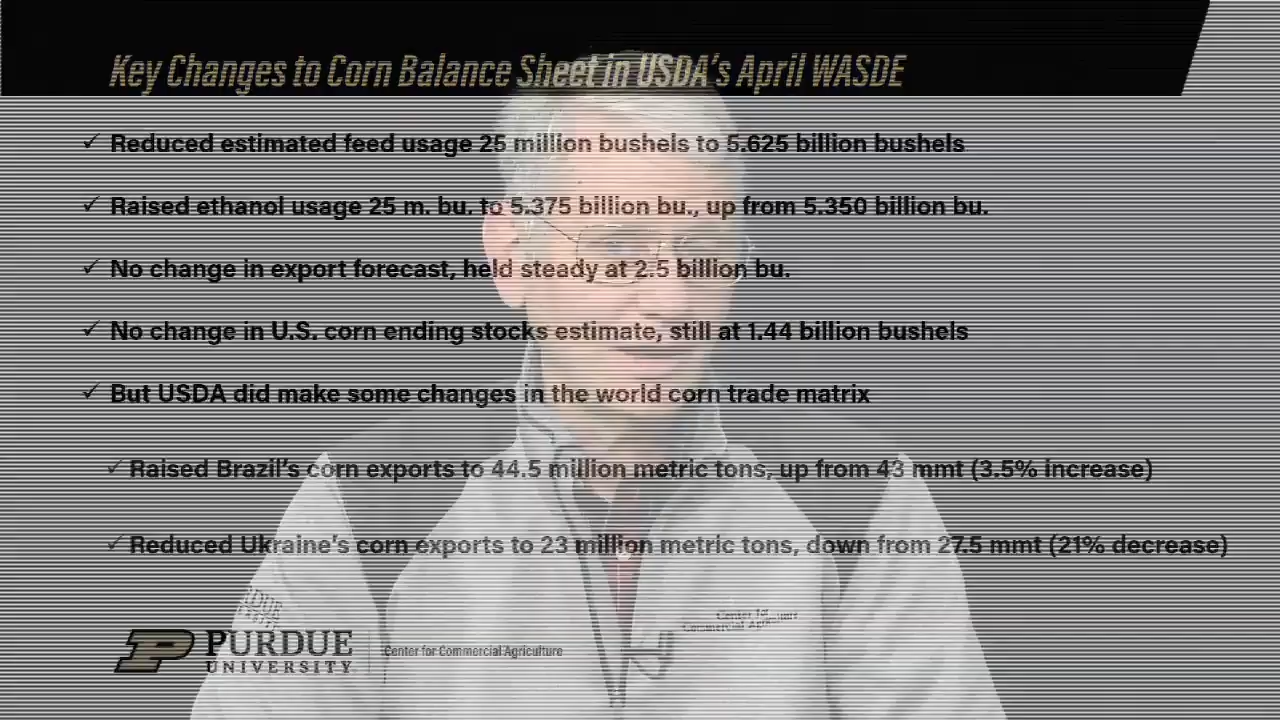 Key Changes to Corn Balance Sheet in USDA's April WASDE
✓ Reduced estimated feed usage 25 million bushels to 5.625 billion bushels
✓ Raised ethanol usage 25 m. bu. to 5.375 billion bu., up from 5.350 billion bu.
✓ No change in export forecast, held steady at 2.5 billion bu.
✓ No change in U.S. corn ending stocks estimate, still at 1.44 billion bushels
✓ But USDA did make some changes in the world corn trade matrix
✓ Raised Brazil's corn exports to 44.5 million metric tons, up from 43 mmt (3.5% increase)
✓ Reduced Ukraine's corn exports to 23 million metric tons, down from 27.5 mmt (21% decrease)
Center for
Commercial Agriculture
PURDUE
UNIVERSITY
Center for Commercial Agriculture